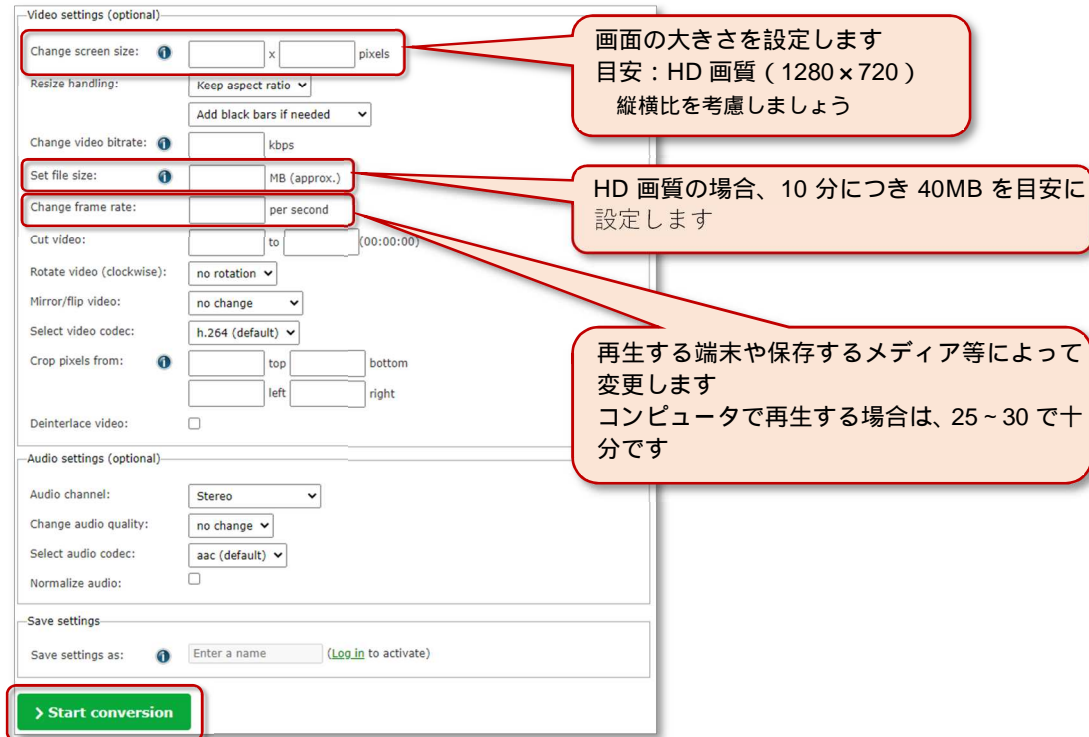 Video settings (optional)
Change screen size: x pixels
Resize handling: Keep aspect ratio
Add black bars if needed
Change video bitrate: kbps
Set file size: MB (approx.)
Change frame rate: per second
Cut video: to (00:00:00)
Rotate video (clockwise): no rotation
Mirror/flip video: no change
Select video codec: h.264 (default)
Crop pixels from: top bottom
left right
Deinterlace video:
Audio settings (optional)
Audio channel: Stereo
Change audio quality: no change
Select audio codec: aac (default)
Normalize audio:
Save settings
Save settings as: Enter a name (Log in to activate)
> Start conversion
画面の大きさを設定します
目安:HD 画質(1280×720)
縦横比を考慮しましょう
HD 画質の場合、10 分につき 40MB を目安に
設定します
再生する端末や保存するメディア等によって
変更します
コンピュータで再生する場合は、25~30 で十
分です